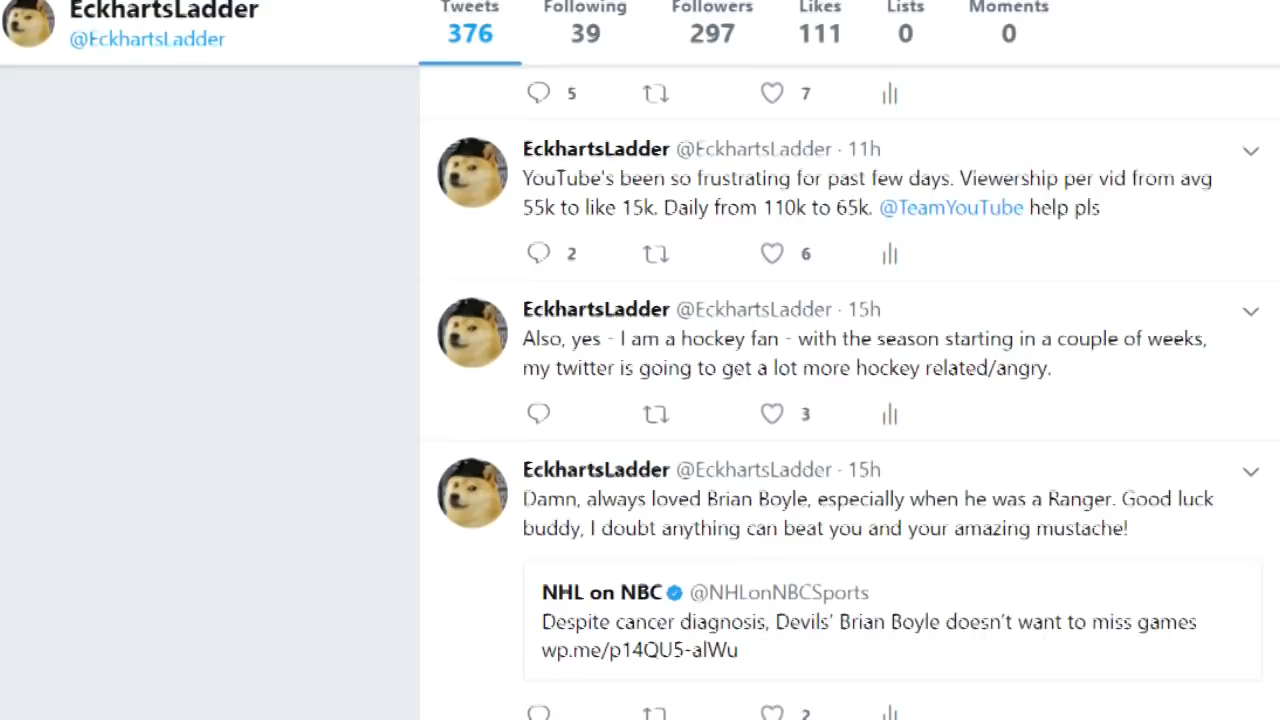 EckhartsLadder
@EckhartsLadder
Tweets Following Followers Likes Lists Moments
376 39 297 111 0 0
5 7
EckhartsLadder @EckhartsLadder · 11h
YouTube's been so frustrating for past few days. Viewership per vid from avg
55k to like 15k. Daily from 110k to 65k. @TeamYouTube help pls
2 6
EckhartsLadder @EckhartsLadder · 15h
Also, yes - I am a hockey fan - with the season starting in a couple of weeks,
my twitter is going to get a lot more hockey related/angry.
3
EckhartsLadder @EckhartsLadder · 15h
Damn, always loved Brian Boyle, especially when he was a Ranger. Good luck
buddy, I doubt anything can beat you and your amazing mustache!
NHL on NBC @NHLonNBCSports
Despite cancer diagnosis, Devils’ Brian Boyle doesn’t want to miss games
wp.me/p14QU5-alWu
2